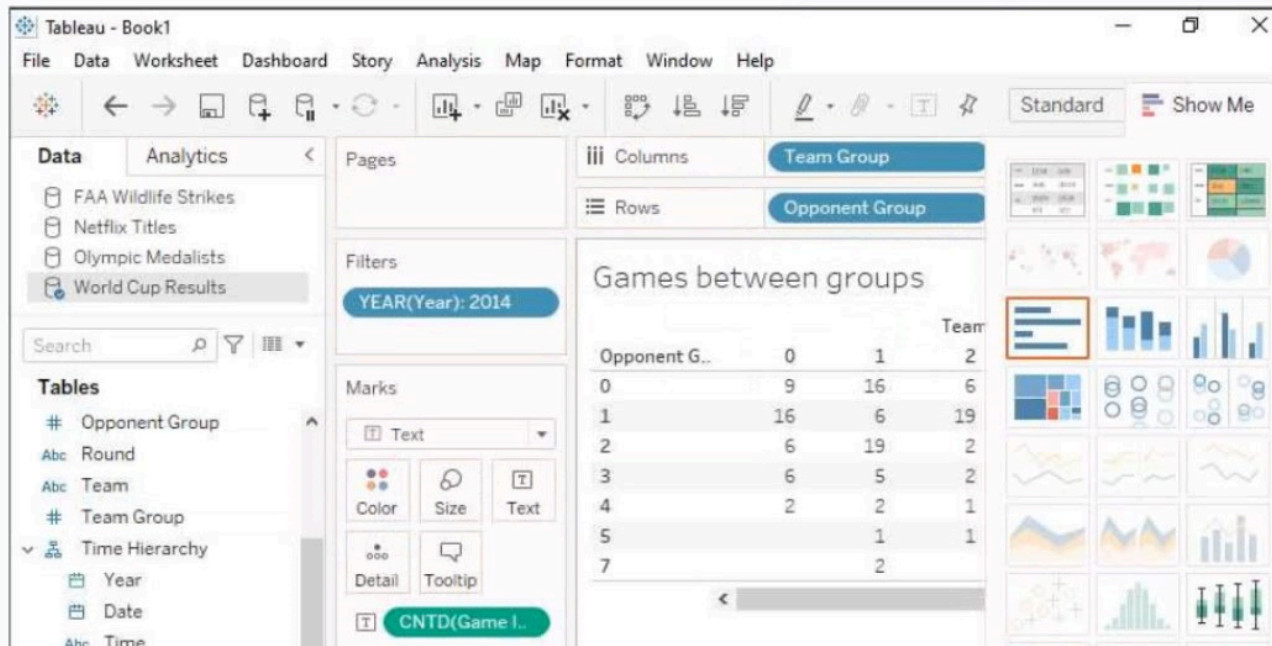 Tableau - Book1
File Data Worksheet Dashboard Story Analysis Map Format Window Help
Standard Show Me
Data Analytics
FAA Wildlife Strikes
Netflix Titles
Olympic Medalists
World Cup Results
Search
Tables
# Opponent Group
Abc Round
Abc Team
# Team Group
Time Hierarchy
Year
Date
Abc Time
Pages
Filters
YEAR(Year): 2014
Marks
Text
Color Size Text
Detail Tooltip
CNTD(Game I..
Columns Team Group
Rows Opponent Group
Games between groups
Team
Opponent G.. 0 1 2
0 9 16 6
1 16 6 19
2 6 19 2
3 6 5 2
4 2 2 1
5 1 1
7 2